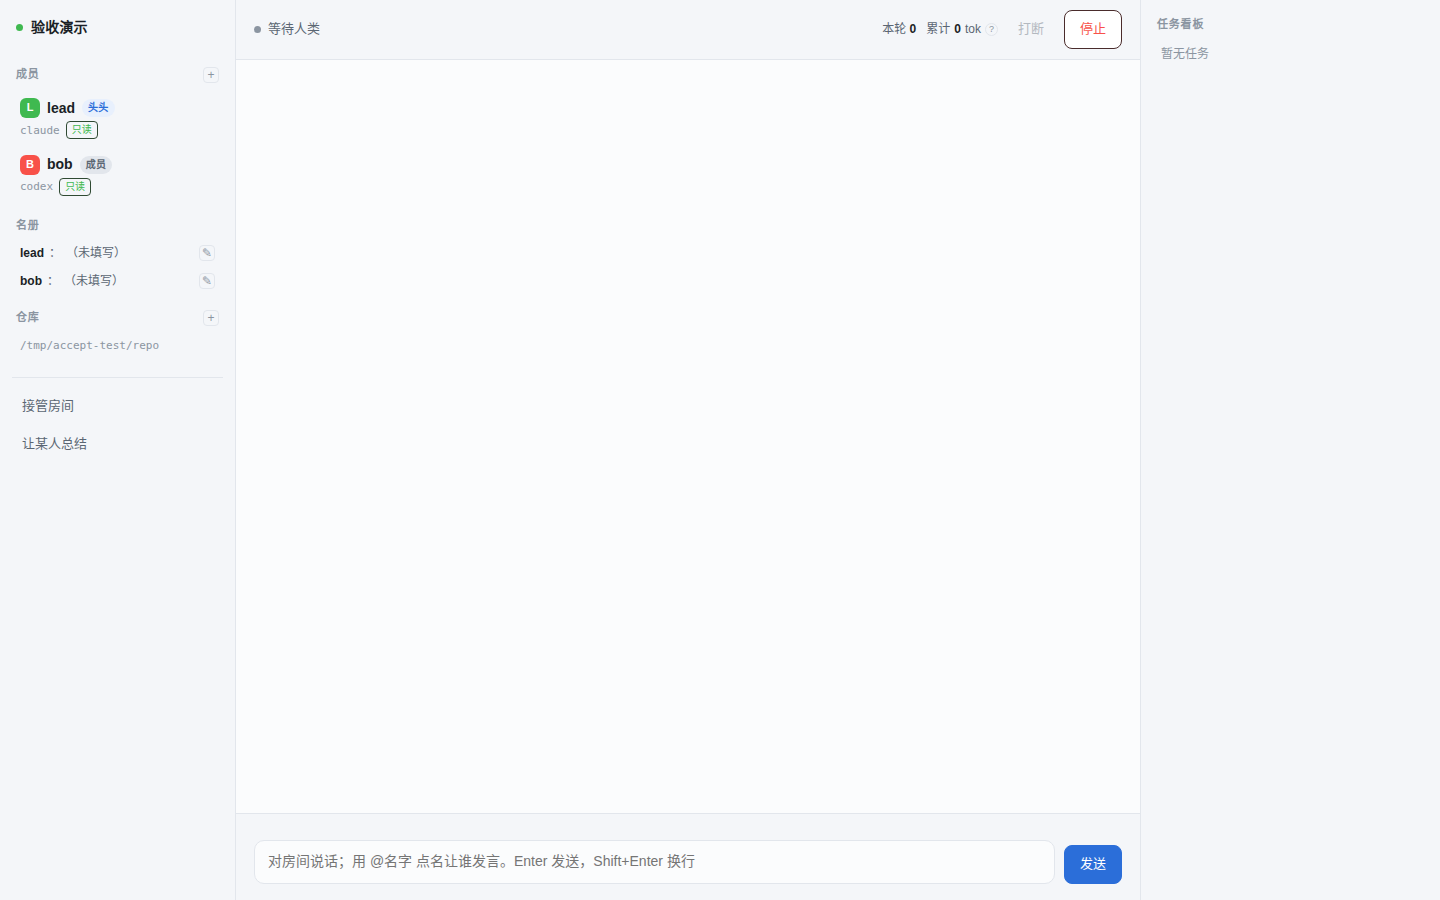 验收演示
成员 +
L lead 头头
claude 只读
B bob 成员
codex 只读
名册
lead ： （未填写） ✎
bob ： （未填写） ✎
仓库 +
/tmp/accept-test/repo
接管房间
让某人总结
等待人类
本轮 0 累计 0 tok ? 打断 停止
对房间说话；用 @名字 点名让谁发言。Enter 发送，Shift+Enter 换行
发送
任务看板
暂无任务